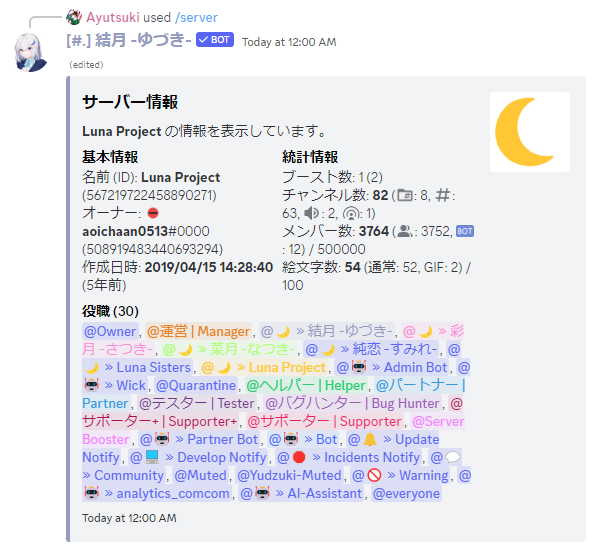 Ayutsuki used /server
[#.] 結月 -ゆづき- ✓ BOT Today at 12:00 AM
(edited)
サーバー情報
Luna Project の情報を表示しています。
基本情報
名前 (ID): Luna Project
(567219722458890271)
オーナー: ⛔
aoichaan0513#0000
(508919483440693294)
作成日時: 2019/04/15 14:28:40
(5年前)
統計情報
ブースト数: 1 (2)
チャンネル数: 82 (: 8, #:
63, 🔊: 2, : 1)
メンバー数: 3764 (👥: 3752, BOT
: 12) / 500000
絵文字数: 54 (通常: 52, GIF: 2) /
100
役職 (30)
@Owner, @運営 | Manager, @🌙 » 結月 -ゆづき-, @🌙 » 彩
月 -さつき-, @🌙 » 菜月 -なつき-, @🌙 » 純恋 -すみれ-, @
🌙 » Luna Sisters, @🌙 » Luna Project, @🤖 » Admin Bot, @
🤖 » Wick, @Quarantine, @ヘルパー | Helper, @パートナー |
Partner, @テスター | Tester, @バグハンター | Bug Hunter, @
サポーター+ | Supporter+, @サポーター | Supporter, @Server
Booster, @🤖 » Partner Bot, @🤖 » Bot, @🔔 » Update
Notify, @💻 » Develop Notify, @🛑 » Incidents Notify, @💬
» Community, @Muted, @Yudzuki-Muted, @🚫 » Warning, @
🤖 » analytics_comcom, @🤖 » AI-Assistant, @everyone
Today at 12:00 AM